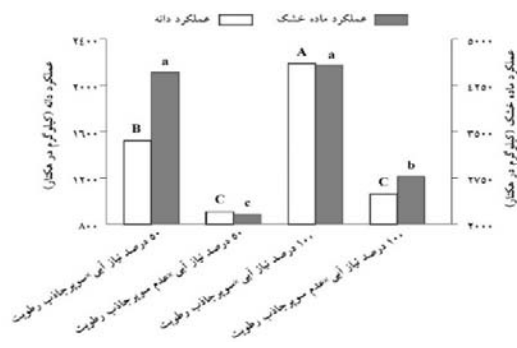 عملکرد دانه
عملکرد ماده خشک
عملکرد دانه (کیلوگرم در هکتار)
۲۴۰۰
۲۰۰۰
۱۶۰۰
۱۲۰۰
۸۰۰
B
a
C
c
A
a
C
b
۵۰۰۰
۴۲۵۰
۳۵۰۰
۲۷۵۰
۲۰۰۰
عملکرد ماده خشک (کیلوگرم در هکتار)
۵۰ درصد نیاز آبی *سوپرجاذب رطوبت
۵۰ درصد نیاز آبی *عدم سوپرجاذب رطوبت
۱۰۰ درصد نیاز آبی *سوپرجاذب رطوبت
۱۰۰ درصد نیاز آبی *عدم سوپرجاذب رطوبت